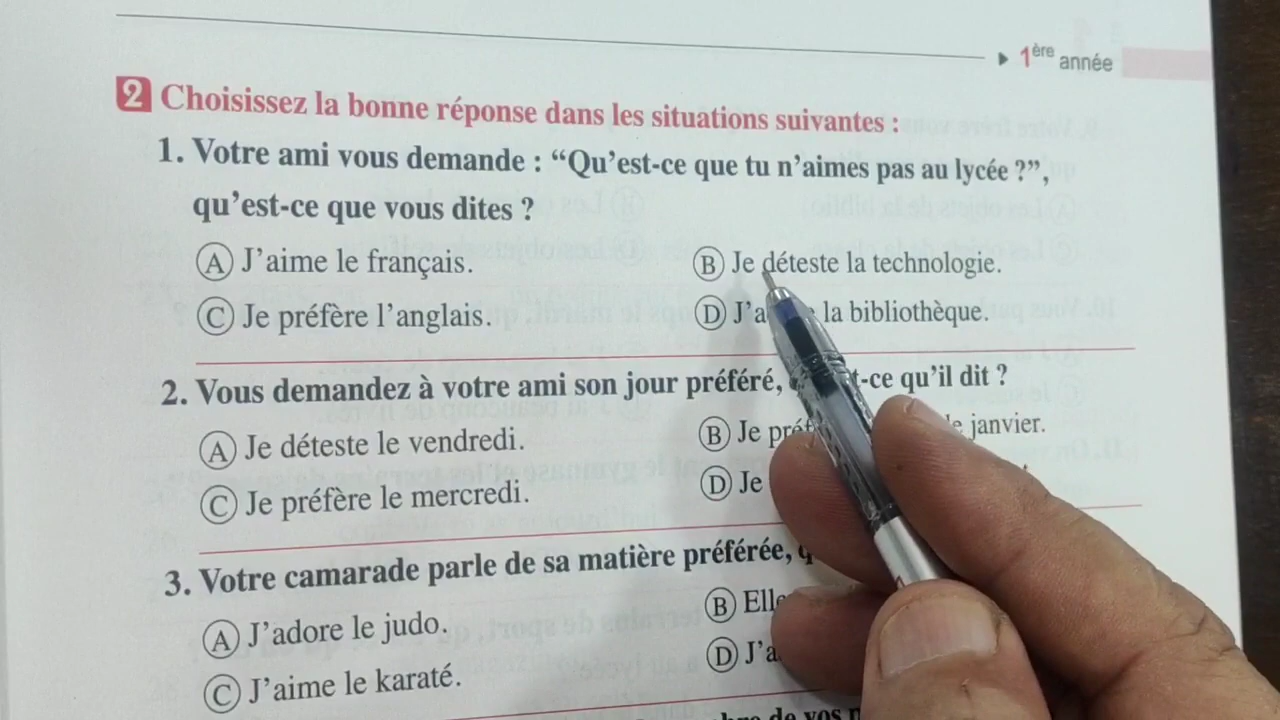 1ère année
2 Choisissez la bonne réponse dans les situations suivantes :
1. Votre ami vous demande : “Qu’est-ce que tu n’aimes pas au lycée ?”,
qu’est-ce que vous dites ?
A J’aime le français.
B Je déteste la technologie.
C Je préfère l’anglais.
D la bibliothèque.
2. Vous demandez à votre ami son jour préféré, qu’il dit ?
A Je déteste le vendredi.
B Je janvier.
C Je préfère le mercredi.
D Je
3. Votre camarade parle de sa matière préférée,
A J’adore le judo.
B
C J’aime le karaté.
D
de vos